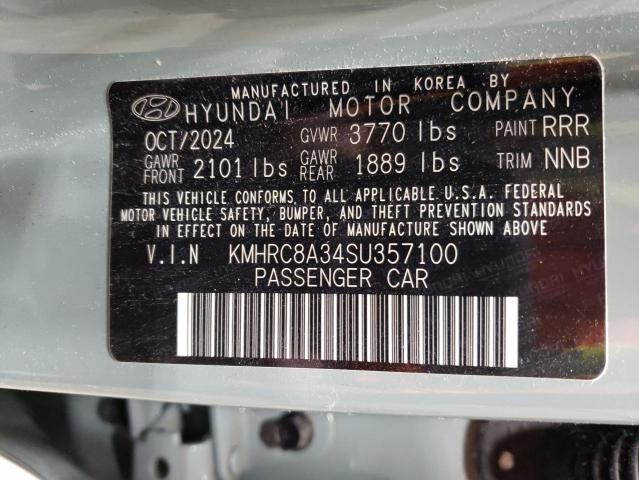 MANUFACTURED IN KOREA BY
HYUNDAI MOTOR COMPANY
OCT/2024 GVWR 3770 lbs PAINT RRR
GAWR FRONT 2101 lbs GAWR REAR 1889 lbs TRIM NNB
THIS VEHICLE CONFORMS TO ALL APPLICABLE U.S.A. FEDERAL
MOTOR VEHICLE SAFETY, BUMPER, AND THEFT PREVENTION STANDARDS
IN EFFECT ON THE DATE OF MANUFACTURE SHOWN ABOVE
V.I.N KMHRC8A34SU357100
PASSENGER CAR